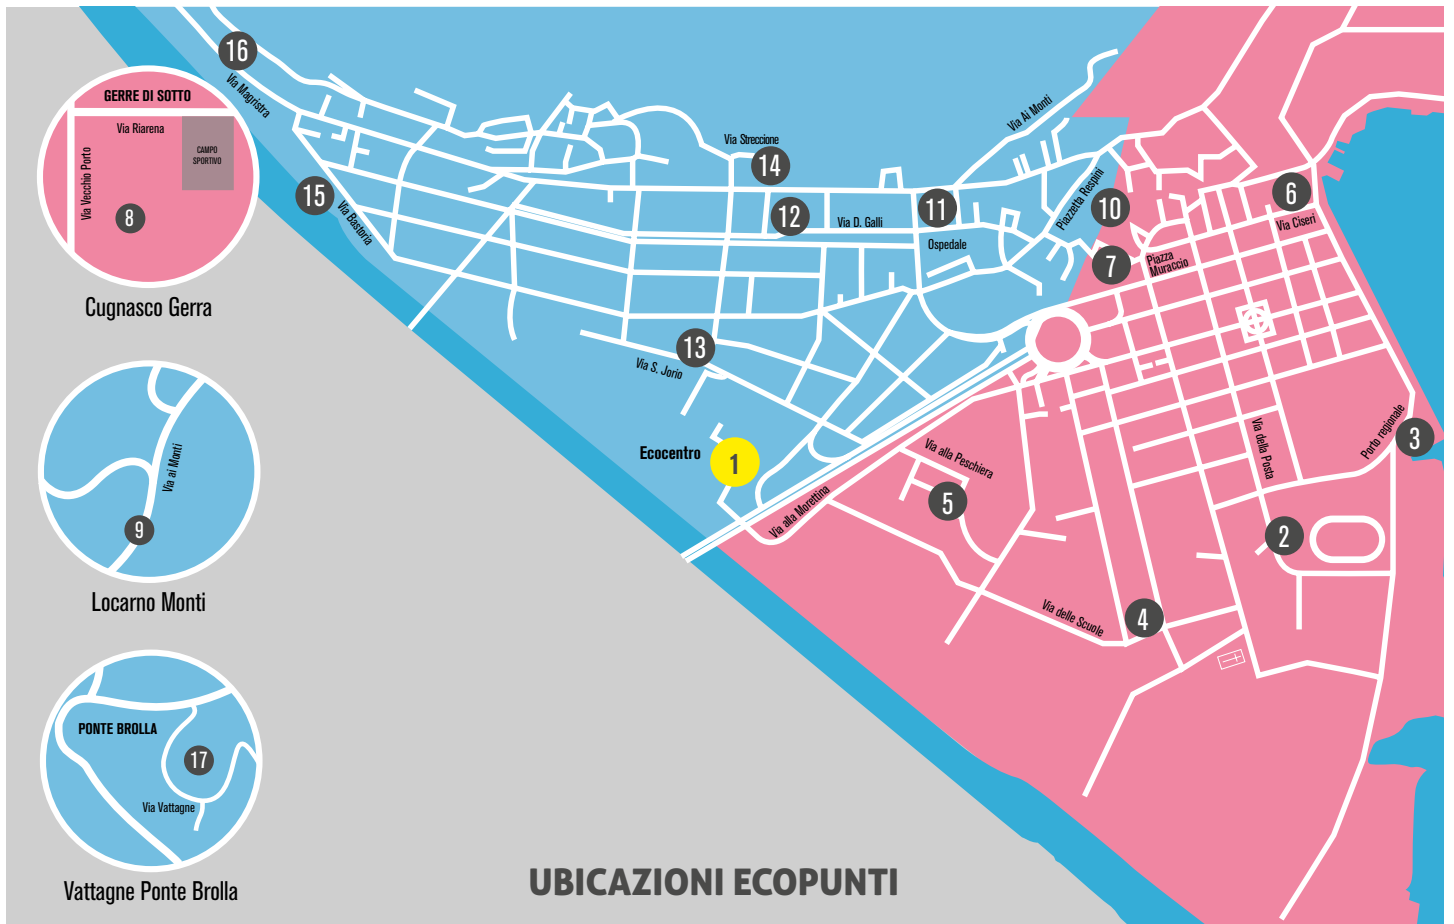 16
Via Magristra
GERRE DI SOTTO
Via Riarena
CAMPO
SPORTIVO
Via Vecchio Porto
8
Cugnasco Gerra
15
Via Bastoria
Via Streccione
14
12
Via D. Galli
11
Ospedale
Via Ai Monti
Piazzetta Respini
10
7
Piazza
Muraccio
6
Via Ciseri
13
Via S. Jorio
Ecocentro
1
Via alla Morettina
Via alla Peschiera
5
Via della Posta
Porto regionale
3
2
Via delle Scuole
4
Via ai Monti
9
Locarno Monti
PONTE BROLLA
17
Via Vattagne
Vattagne Ponte Brolla
UBICAZIONI ECOPUNTI